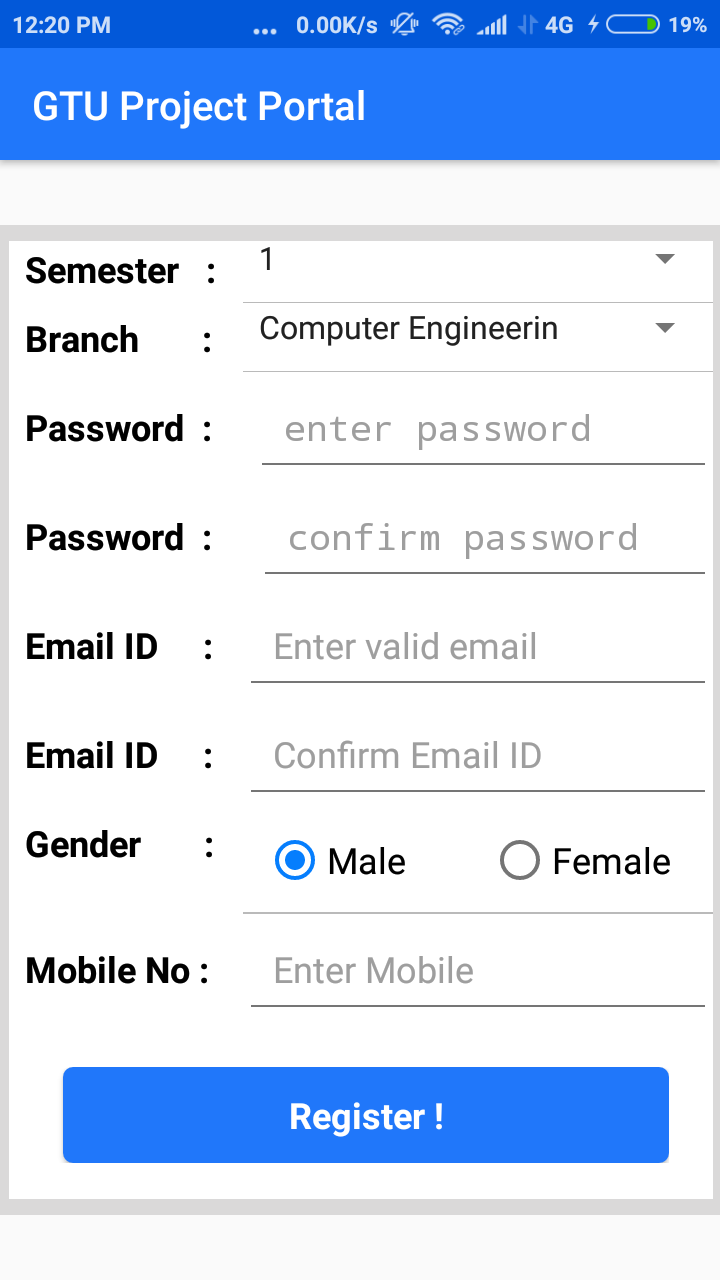 12:20 PM ... 0.00K/s 4G 19%
GTU Project Portal
Semester : 1
Branch : Computer Engineerin
Password : enter password
Password : confirm password
Email ID : Enter valid email
Email ID : Confirm Email ID
Gender : Male Female
Mobile No : Enter Mobile
Register !